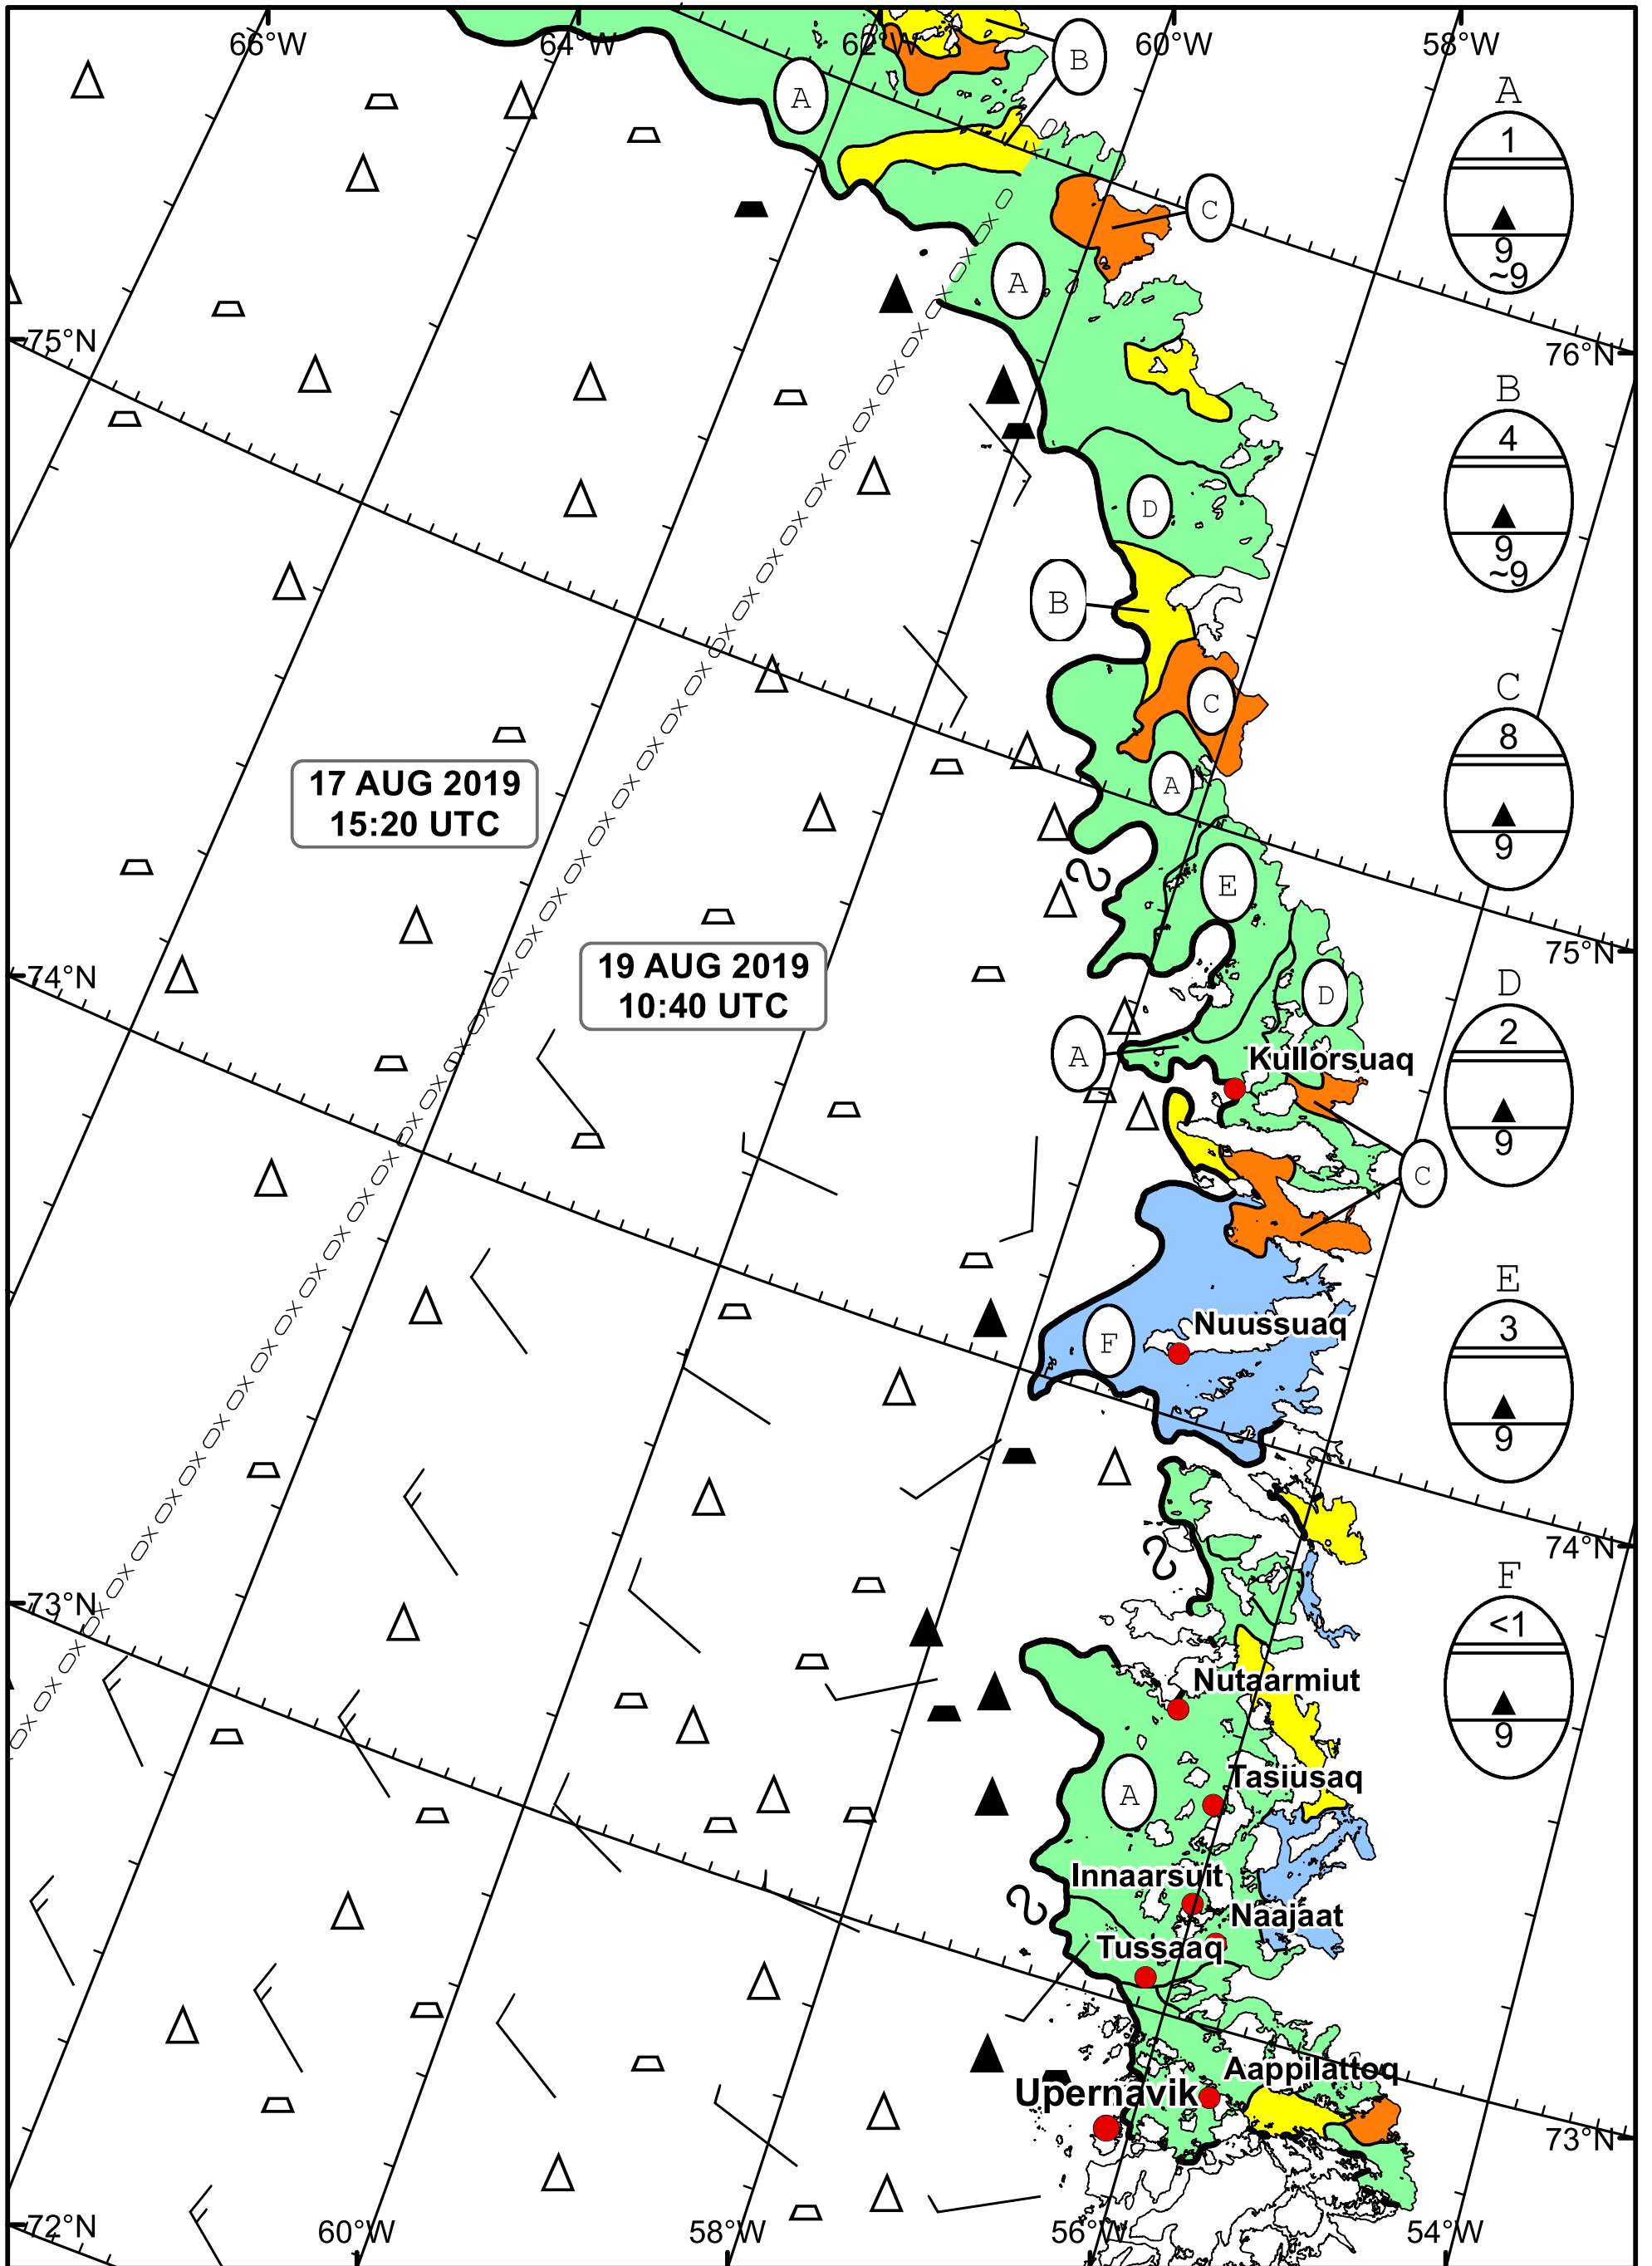 66°W
64°W
62°W
60°W
58°W
B
A
A
1
9
~9
C
A
75°N
76°N
B
4
9
~9
D
B
C
C
8
9
17 AUG 2019
15:20 UTC
A
E
19 AUG 2019
10:40 UTC
74°N
75°N
D
D
2
9
A
Kullorsuaq
C
E
3
9
Nuussuaq
F
74°N
F
<1
9
73°N
Nutaarmiut
Tasiusaq
A
Innaarsuit
Naajaat
Tussaaq
Aappilattoq
Upernavik
73°N
72°N
60°W
58°W
56°W
54°W